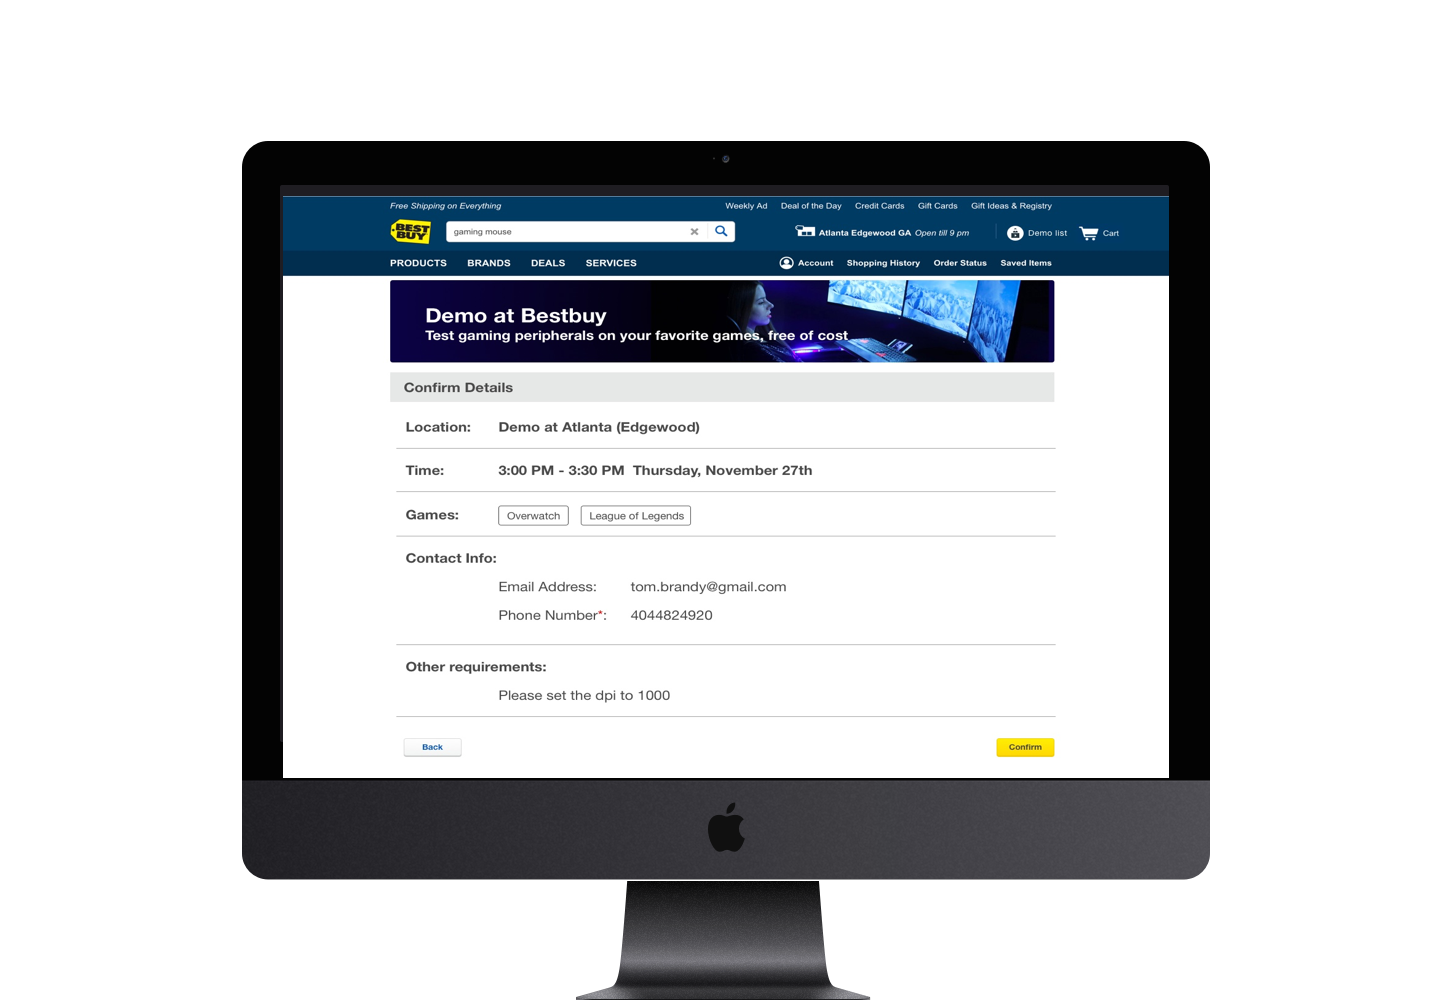 Free Shipping on Everything
Weekly Ad Deal of the Day Credit Cards Gift Cards Gift Ideas & Registry
BEST BUY
gaming mouse
Atlanta Edgewood GA Open till 9 pm
Demo list
Cart
PRODUCTS BRANDS DEALS SERVICES
Account Shopping History Order Status Saved Items
Demo at Bestbuy
Test gaming peripherals on your favorite games, free of cost
Confirm Details
Location: Demo at Atlanta (Edgewood)
Time: 3:00 PM - 3:30 PM Thursday, November 27th
Games: Overwatch League of Legends
Contact Info:
Email Address: tom.brandy@gmail.com
Phone Number*: 4044824920
Other requirements:
Please set the dpi to 1000
Back
Confirm